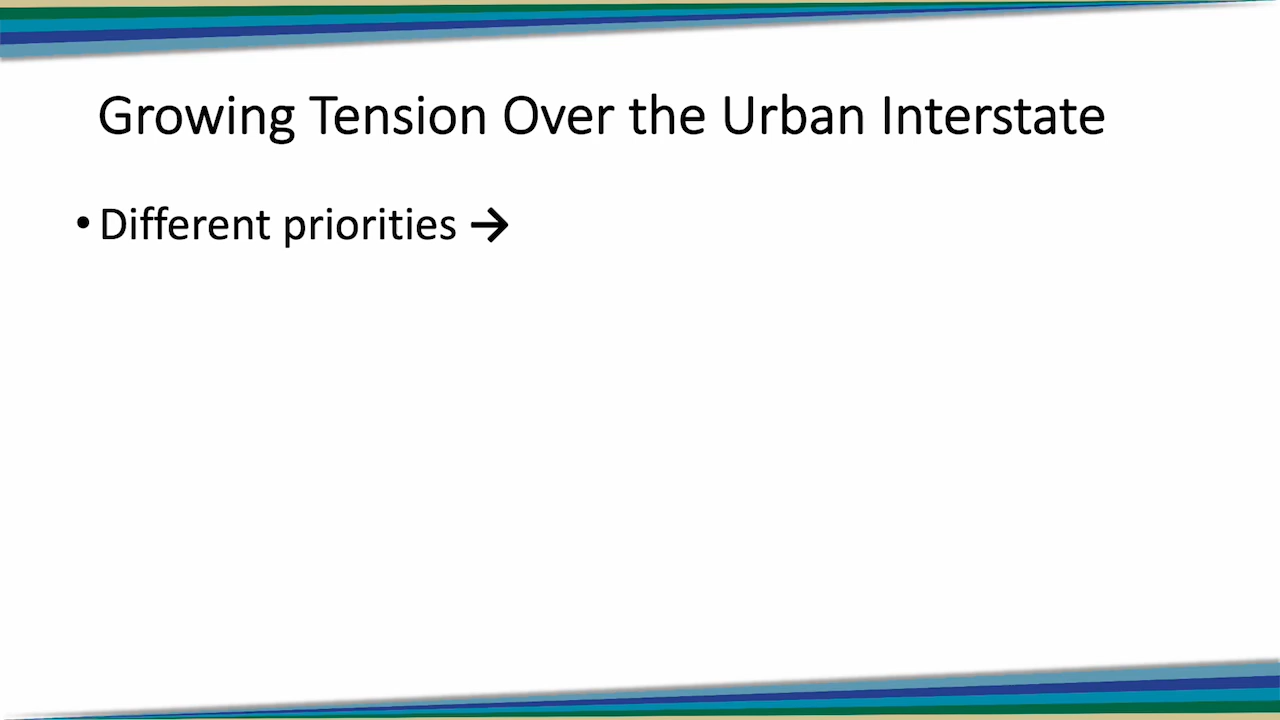 Growing Tension Over the Urban Interstate
• Different priorities →